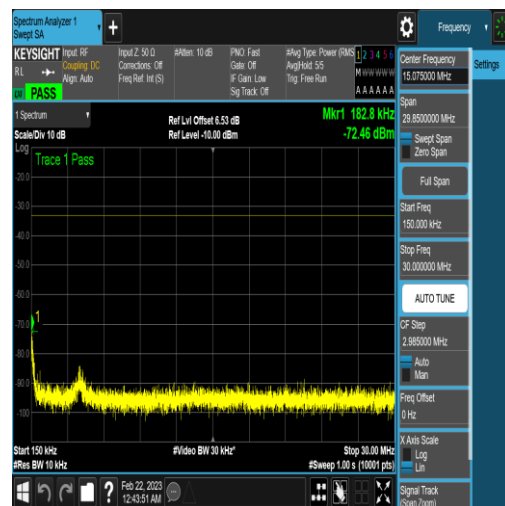 Spectrum Analyzer 1
Swept SA
+
Frequency
KEYSIGHT
RL
LXI
PASS
Input: RF
Coupling: DC
Align: Auto
Input Z: 50 Ω
Corrections: Off
Freq Ref: Int (S)
#Atten: 10 dB
PNO: Fast
Gate: Off
IF Gain: Low
Sig Track: Off
#Avg Type: Power (RMS
Avg|Hold: 5/5
Trig: Free Run
1 2 3 4 5 6
M W W W W W
A A A A A A
1 Spectrum
Scale/Div 10 dB
Log
Ref Lvl Offset 6.53 dB
Ref Level -10.00 dBm
Mkr1 182.8 kHz
-72.46 dBm
Trace 1 Pass
-20.0
-30.0
-40.0
-50.0
-60.0
-70.0
-80.0
-90.0
-100
1
Start 150 kHz
#Res BW 10 kHz
#Video BW 30 kHz*
Stop 30.00 MHz
#Sweep 1.00 s (10001 pts)
Feb 22, 2023
12:43:51 AM
?
Center Frequency
15.075000 MHz
Settings
Span
29.8500000 MHz
Swept Span
Zero Span
Full Span
Start Freq
150.000 kHz
Stop Freq
30.000000 MHz
AUTO TUNE
CF Step
2.985000 MHz
Auto
Man
Freq Offset
0 Hz
X Axis Scale
Log
Lin
Signal Track
(Span Zoom)